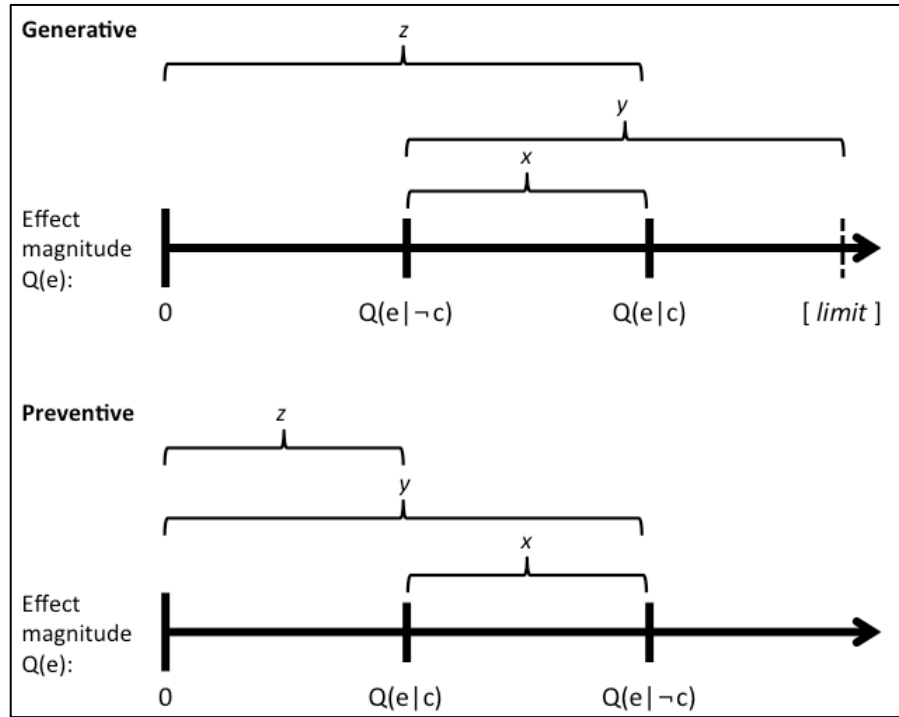 Generative
z
y
x
Effect
magnitude
Q(e):
0
Q(e|¬c)
Q(e|c)
[ limit ]
Preventive
z
y
x
Effect
magnitude
Q(e):
0
Q(e|c)
Q(e|¬c)